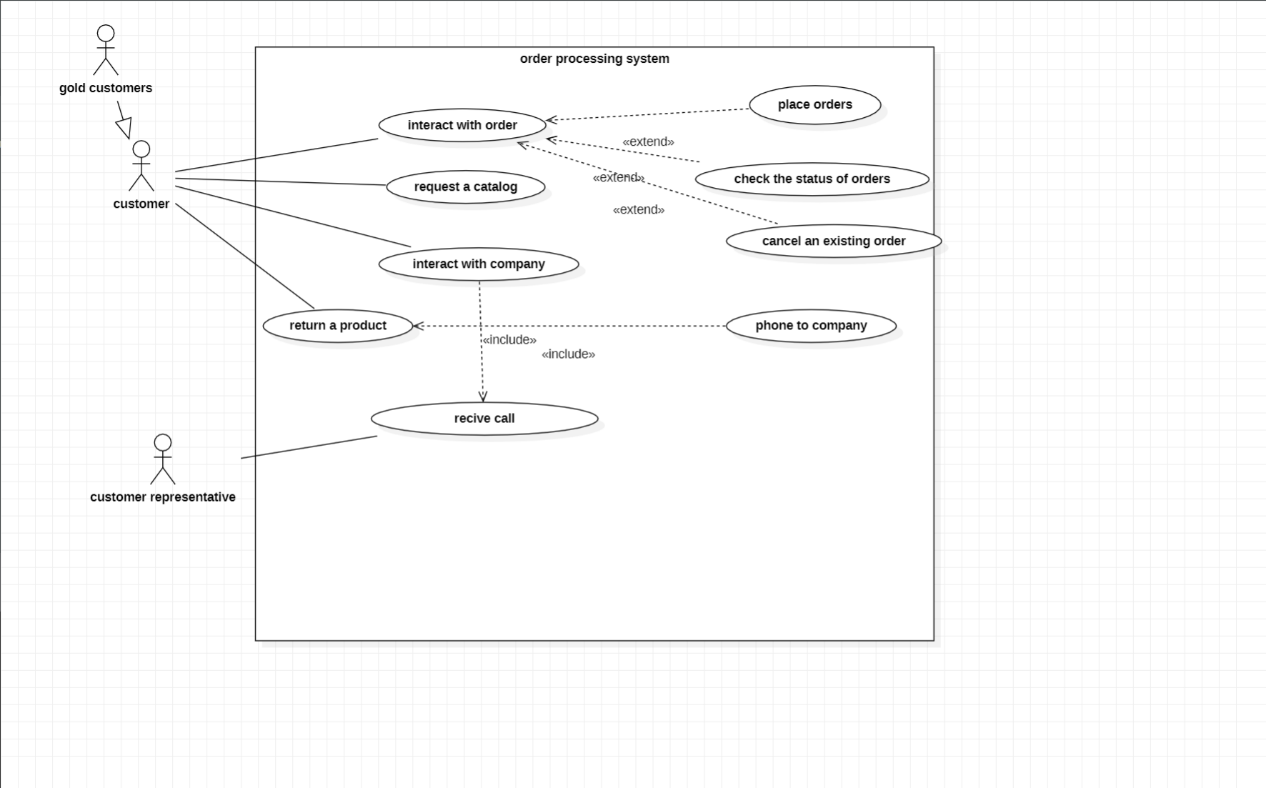 order processing system
gold customers
place orders
interact with order
«extend»
check the status of orders
«extend»
request a catalog
customer
«extend»
cancel an existing order
interact with company
return a product
phone to company
«include»
«include»
recive call
customer representative